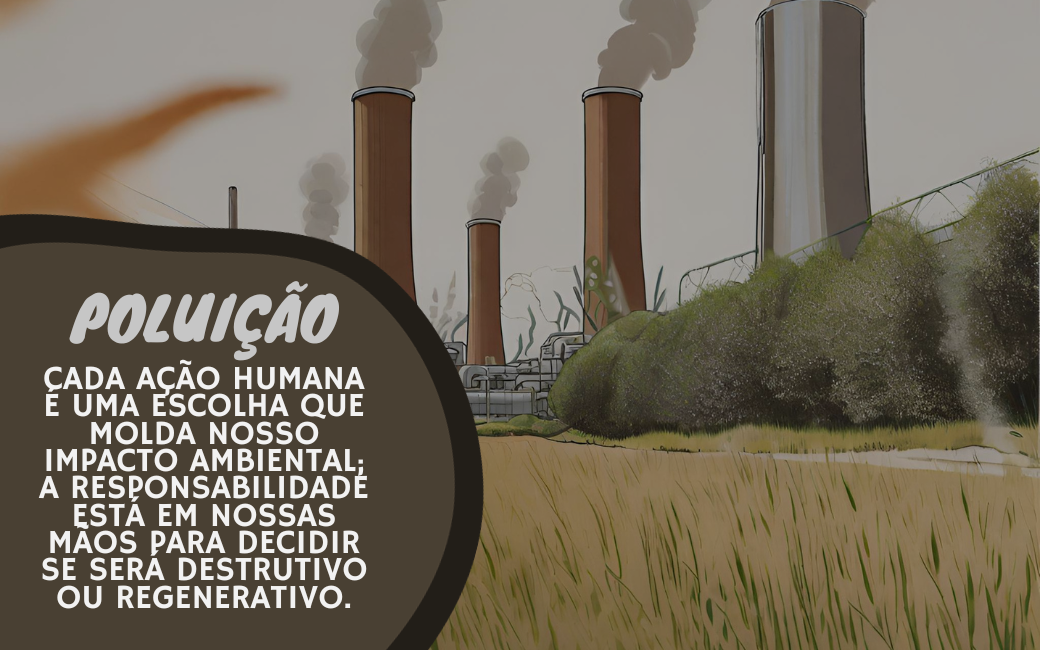 POLUIÇÃO
CADA AÇÃO HUMANA
É UMA ESCOLHA QUE
MOLDA NOSSO
IMPACTO AMBIENTAL;
A RESPONSABILIDADE
ESTÁ EM NOSSAS
MÃOS PARA DECIDIR
SE SERÁ DESTRUTIVO
OU REGENERATIVO.